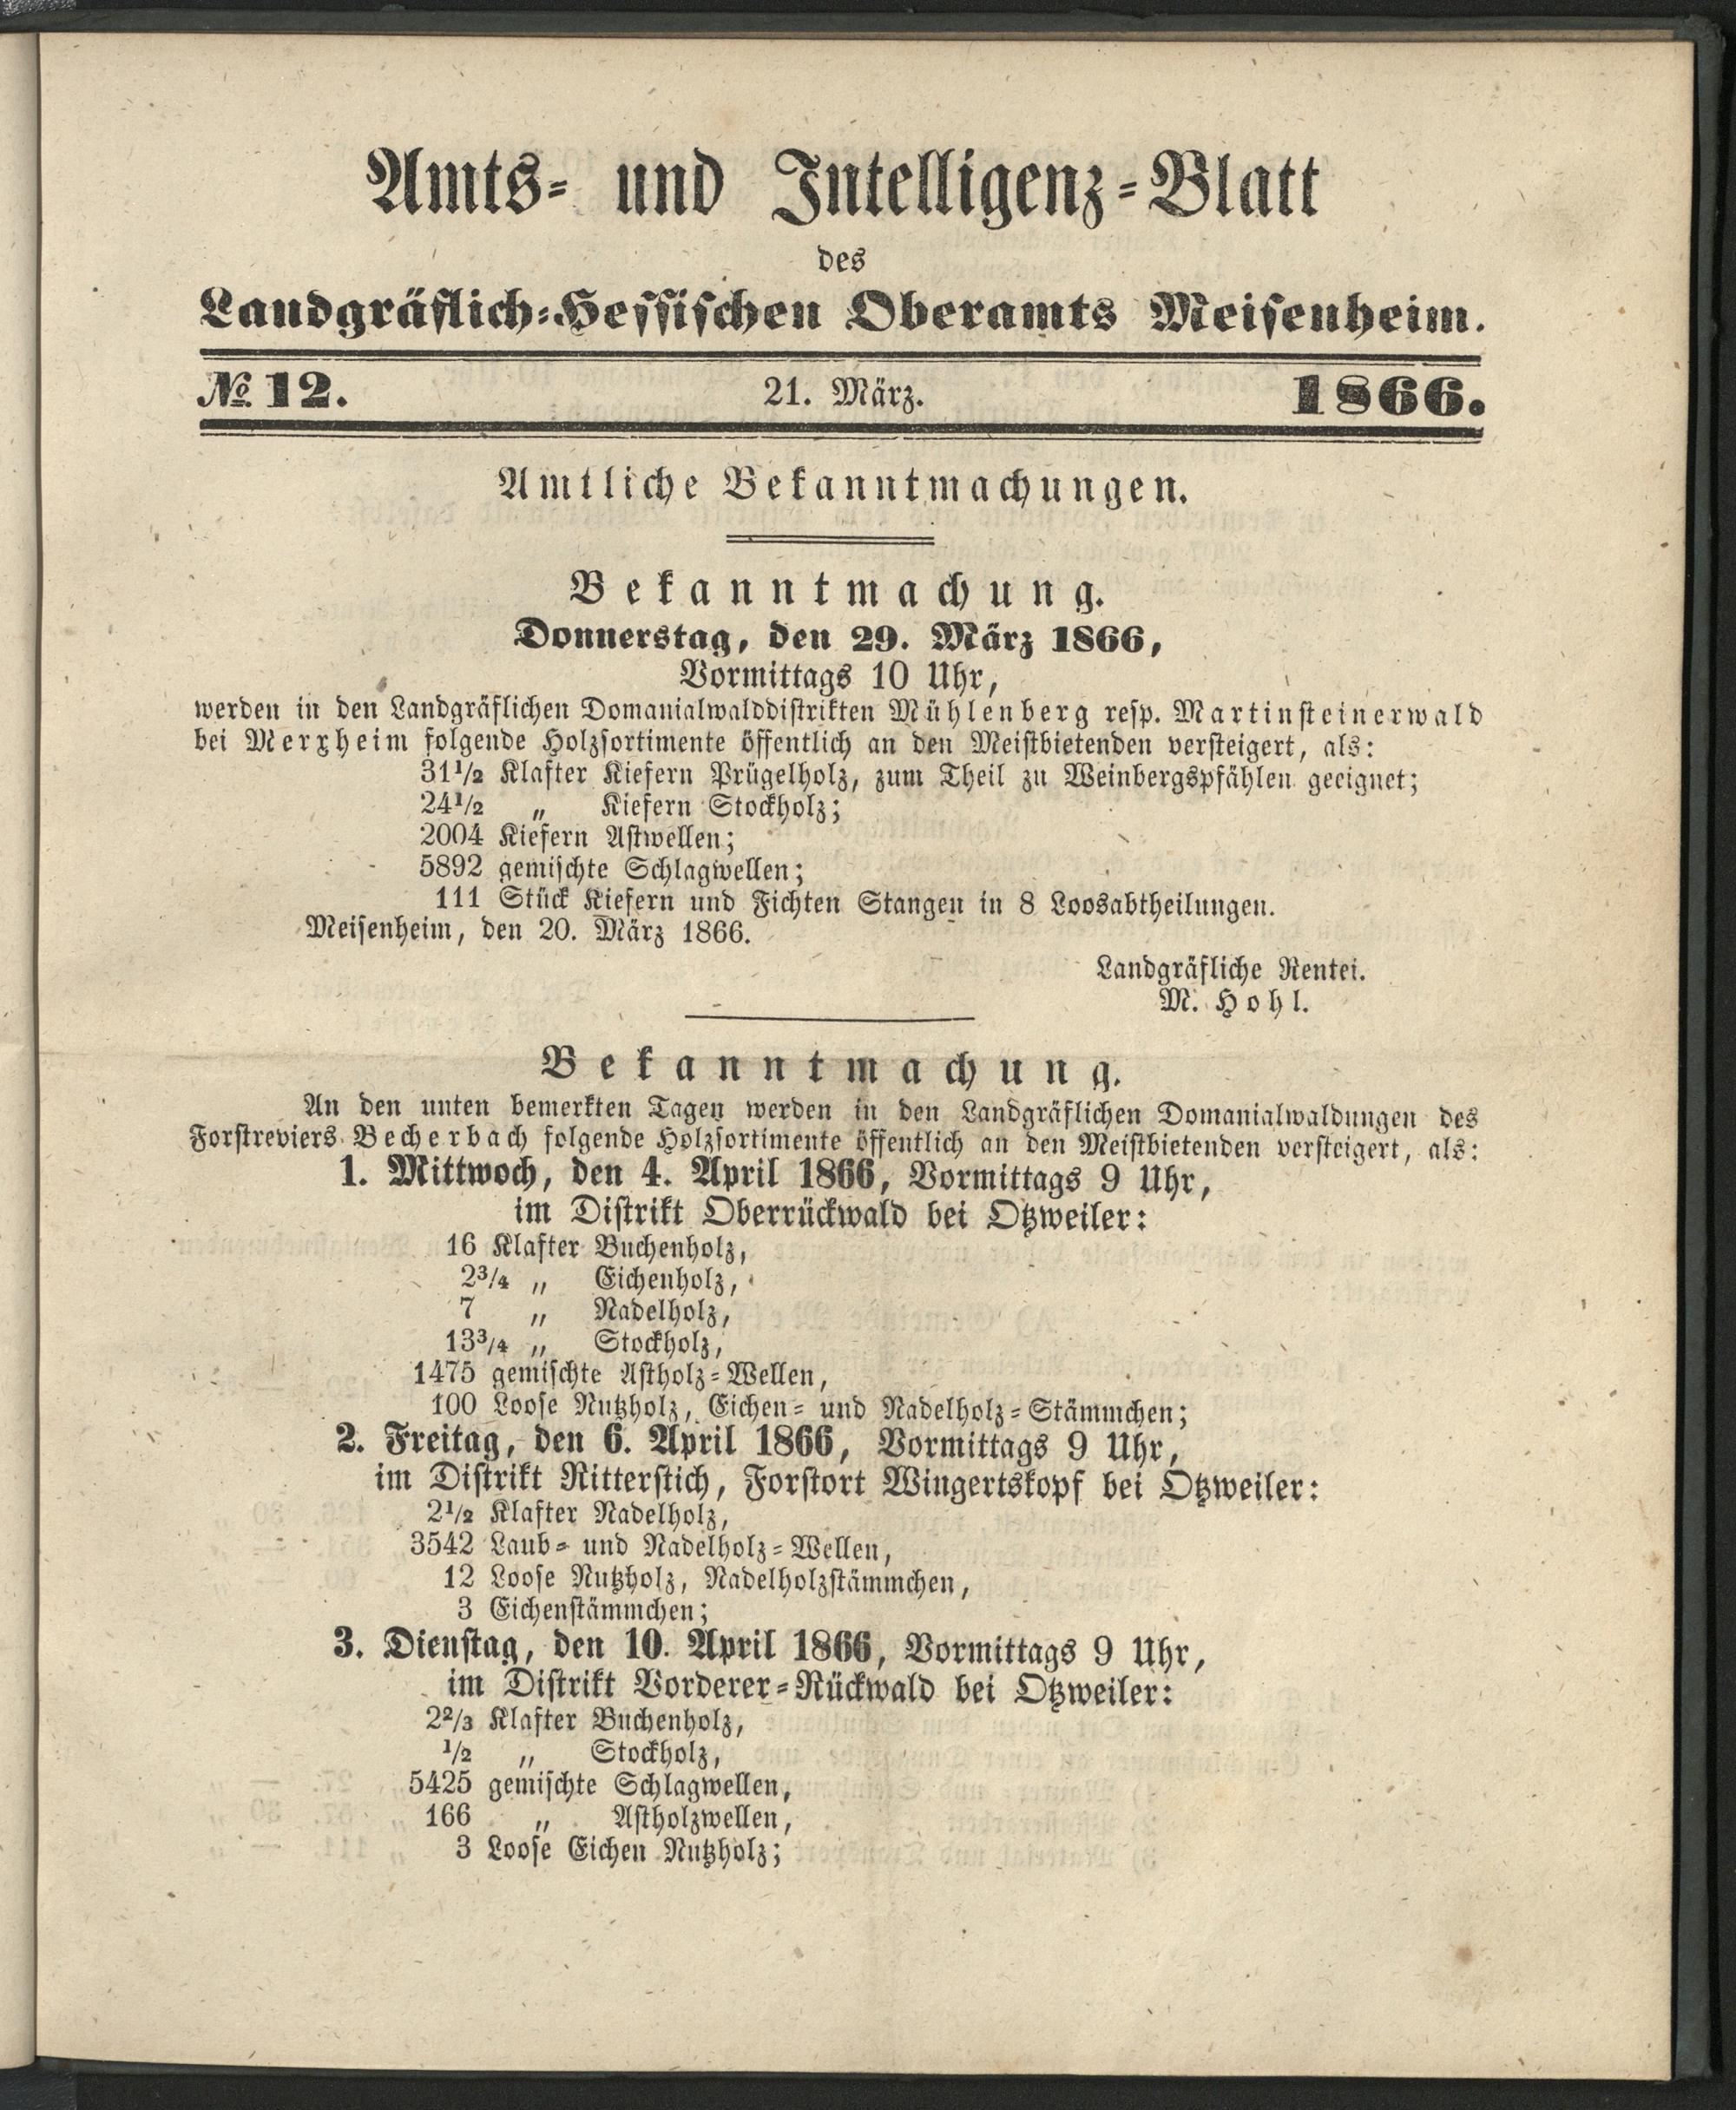 Amts- und Intelligenz-Blatt
des
Landgräflich-Hessischen Oberamts Meisenheim.
№ 12. 21. März. 1866.
Amtliche Bekanntmachungen.
Bekanntmachung.
Donnerstag, den 29. März 1866,
Vormittags 10 Uhr,
werden in den Landgräflichen Domanialwalddistrikten Mühlenberg resp. Martinsteinerwald
bei Merxheim folgende Holzsortimente öffentlich an den Meistbietenden versteigert, als:
31½ Klafter Kiefern Prügelholz, zum Theil zu Weinbergspfählen geeignet;
24½ „ Kiefern Stockholz;
2004 Kiefern Astwellen;
5892 gemischte Schlagwellen;
111 Stück Kiefern und Fichten Stangen in 8 Loosabtheilungen.
Meisenheim, den 20. März 1866.
Landgräfliche Rentei.
M. Hohl.
Bekanntmachung.
An den unten bemerkten Tagen werden in den Landgräflichen Domanialwaldungen des
Forstreviers Becherbach folgende Holzsortimente öffentlich an den Meistbietenden versteigert, als:
1. Mittwoch, den 4. April 1866, Vormittags 9 Uhr,
im Distrikt Oberrückwald bei Otzweiler:
16 Klafter Buchenholz,
2¾ „ Eichenholz,
7 „ Nadelholz,
13¾ „ Stockholz,
1475 gemischte Astholz-Wellen,
100 Loose Nutzholz, Eichen- und Nadelholz-Stämmchen;
2. Freitag, den 6. April 1866, Vormittags 9 Uhr,
im Distrikt Ritterstich, Forstort Wingertskopf bei Otzweiler:
2½ Klafter Nadelholz,
3542 Laub- und Nadelholz-Wellen,
12 Loose Nutzholz, Nadelholzstämmchen,
3 Eichenstämmchen;
3. Dienstag, den 10. April 1866, Vormittags 9 Uhr,
im Distrikt Vorderer-Rückwald bei Otzweiler:
2⅔ Klafter Buchenholz,
½ „ Stockholz,
5425 gemischte Schlagwellen,
166 „ Astholzwellen,
3 Loose Eichen Nutzholz;